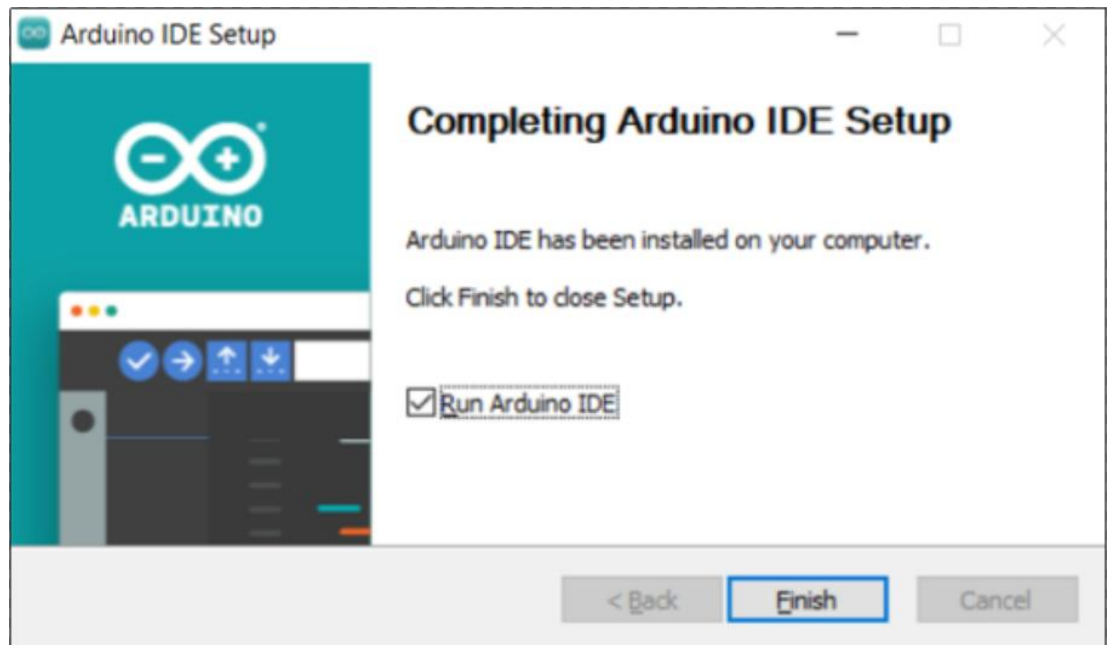 Arduino IDE Setup
ARDUINO
Completing Arduino IDE Setup
Arduino IDE has been installed on your computer.
Click Finish to close Setup.
Run Arduino IDE
< Back
Finish
Cancel